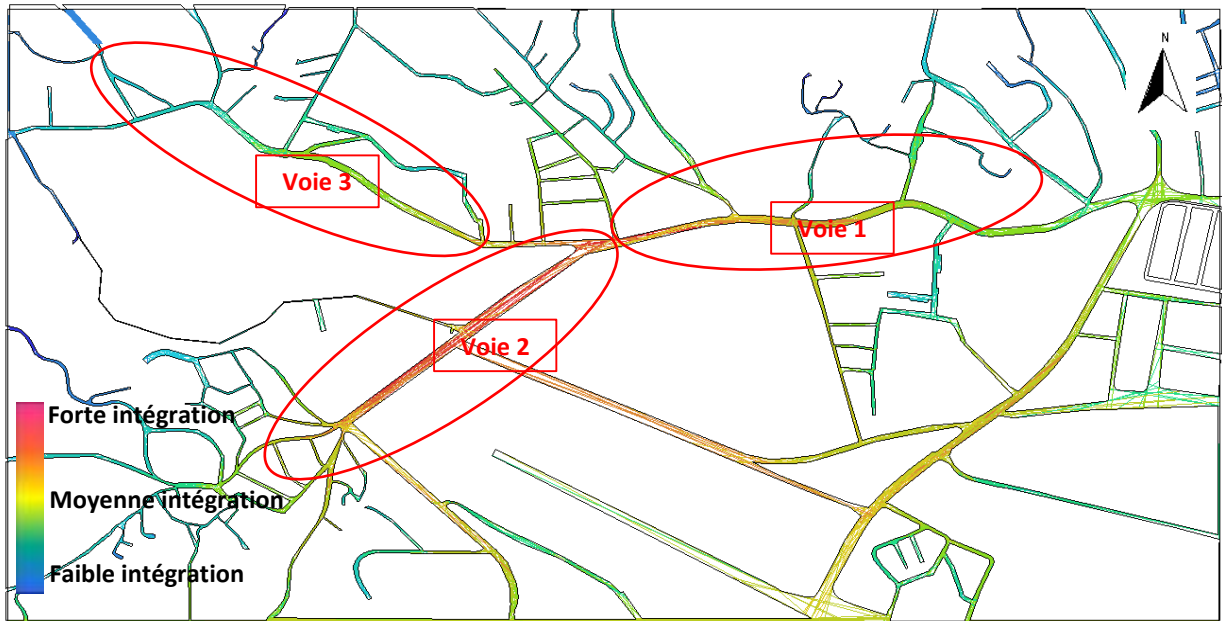 N
Voie 3
Voie 1
Voie 2
Forte intégration
Moyenne intégration
Faible intégration